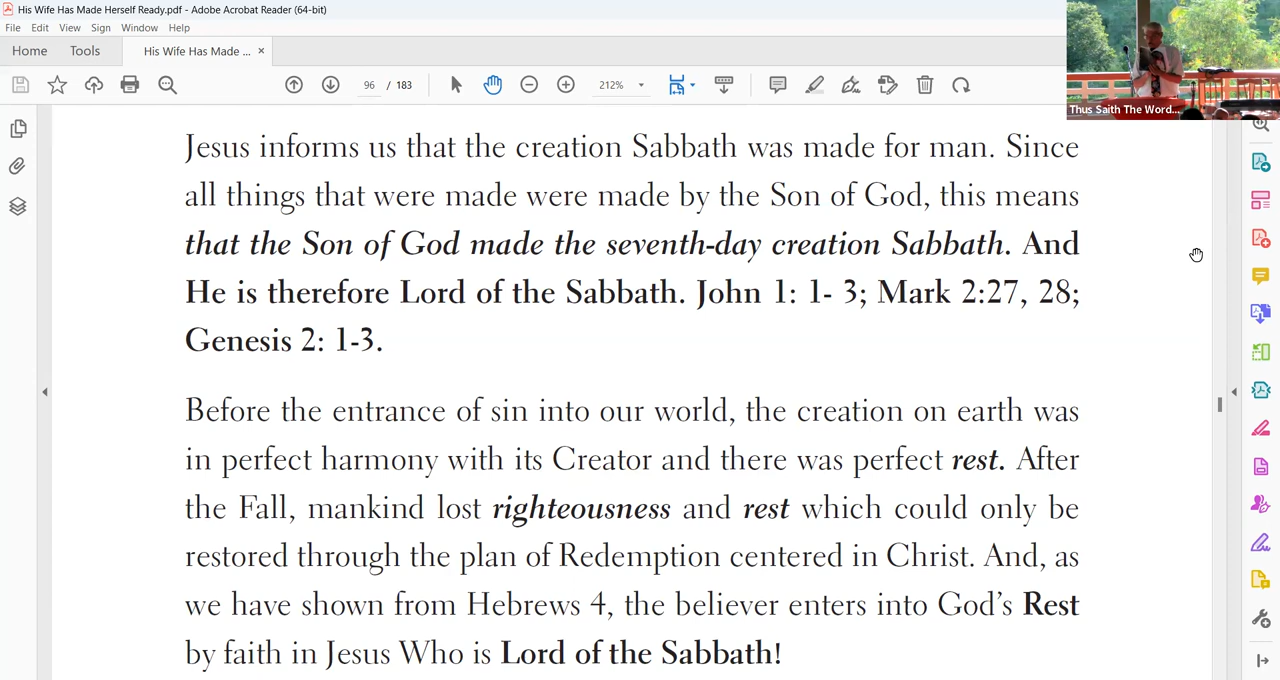 His Wife Has Made Herself Ready.pdf - Adobe Acrobat Reader (64-bit)
File Edit View Sign Window Help
Home Tools His Wife Has Made ... ×
96 / 183 212%
Thus Saith The Word...
Jesus informs us that the creation Sabbath was made for man. Since
all things that were made were made by the Son of God, this means
that the Son of God made the seventh-day creation Sabbath. And
He is therefore Lord of the Sabbath. John 1: 1- 3; Mark 2:27, 28;
Genesis 2: 1-3.
Before the entrance of sin into our world, the creation on earth was
in perfect harmony with its Creator and there was perfect rest. After
the Fall, mankind lost righteousness and rest which could only be
restored through the plan of Redemption centered in Christ. And, as
we have shown from Hebrews 4, the believer enters into God’s Rest
by faith in Jesus Who is Lord of the Sabbath!